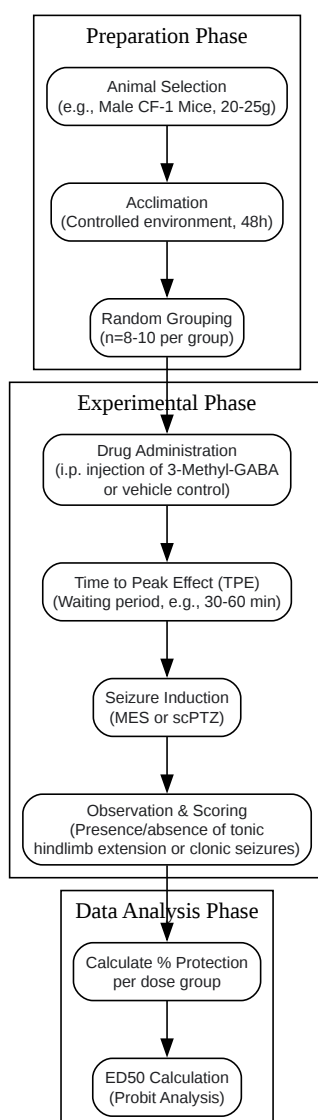 Preparation Phase
Animal Selection
(e.g., Male CF-1 Mice, 20-25g)
Acclimation
(Controlled environment, 48h)
Random Grouping
(n=8-10 per group)
Experimental Phase
Drug Administration
(i.p. injection of 3-Methyl-GABA
or vehicle control)
Time to Peak Effect (TPE)
(Waiting period, e.g., 30-60 min)
Seizure Induction
(MES or scPTZ)
Observation & Scoring
(Presence/absence of tonic
hindlimb extension or clonic seizures)
Data Analysis Phase
Calculate % Protection
per dose group
ED50 Calculation
(Probit Analysis)